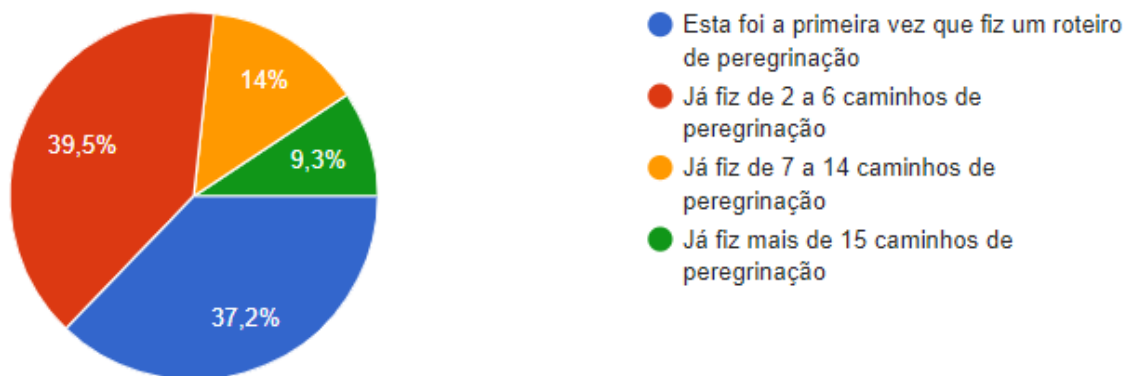 39,5%
14%
9,3%
37,2%
Esta foi a primeira vez que fiz um roteiro
de peregrinação
Já fiz de 2 a 6 caminhos de
peregrinação
Já fiz de 7 a 14 caminhos de
peregrinação
Já fiz mais de 15 caminhos de
peregrinação